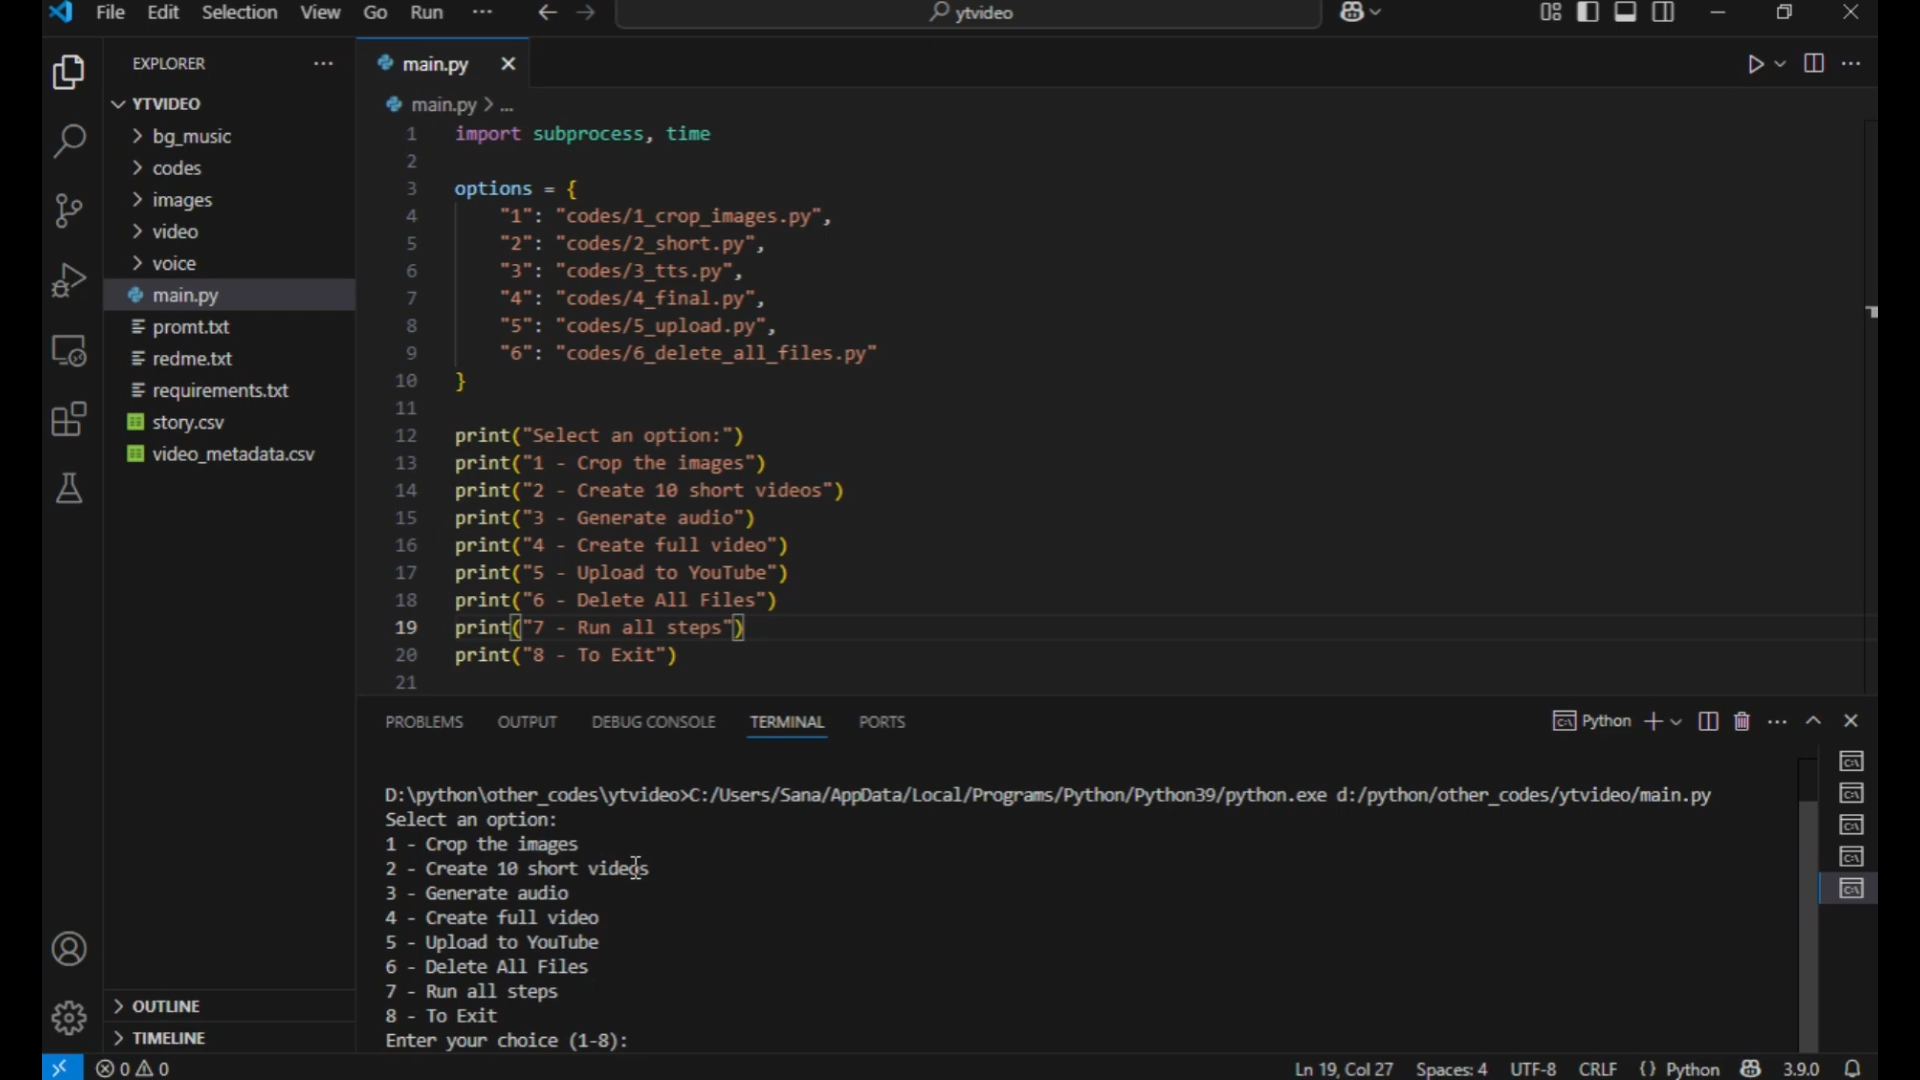 File Edit Selection View Go Run ··· ytvideo
EXPLORER ···
YTVIDEO
bg_music
codes
images
video
voice
main.py
promt.txt
redme.txt
requirements.txt
story.csv
video_metadata.csv
OUTLINE
TIMELINE
main.py
main.py > ...
1 import subprocess, time
2
3 options = {
4 "1": "codes/1_crop_images.py",
5 "2": "codes/2_short.py",
6 "3": "codes/3_tts.py",
7 "4": "codes/4_final.py",
8 "5": "codes/5_upload.py",
9 "6": "codes/6_delete_all_files.py"
10 }
11
12 print("Select an option:")
13 print("1 - Crop the images")
14 print("2 - Create 10 short videos")
15 print("3 - Generate audio")
16 print("4 - Create full video")
17 print("5 - Upload to YouTube")
18 print("6 - Delete All Files")
19 print("7 - Run all steps")
20 print("8 - To Exit")
21
PROBLEMS OUTPUT DEBUG CONSOLE TERMINAL PORTS Python
D:\python\other_codes\ytvideo>C:/Users/Sana/AppData/Local/Programs/Python/Python39/python.exe d:/python/other_codes/ytvideo/main.py
Select an option:
1 - Crop the images
2 - Create 10 short videos
3 - Generate audio
4 - Create full video
5 - Upload to YouTube
6 - Delete All Files
7 - Run all steps
8 - To Exit
Enter your choice (1-8):
0 0 Ln 19, Col 27 Spaces: 4 UTF-8 CRLF {} Python 3.9.0